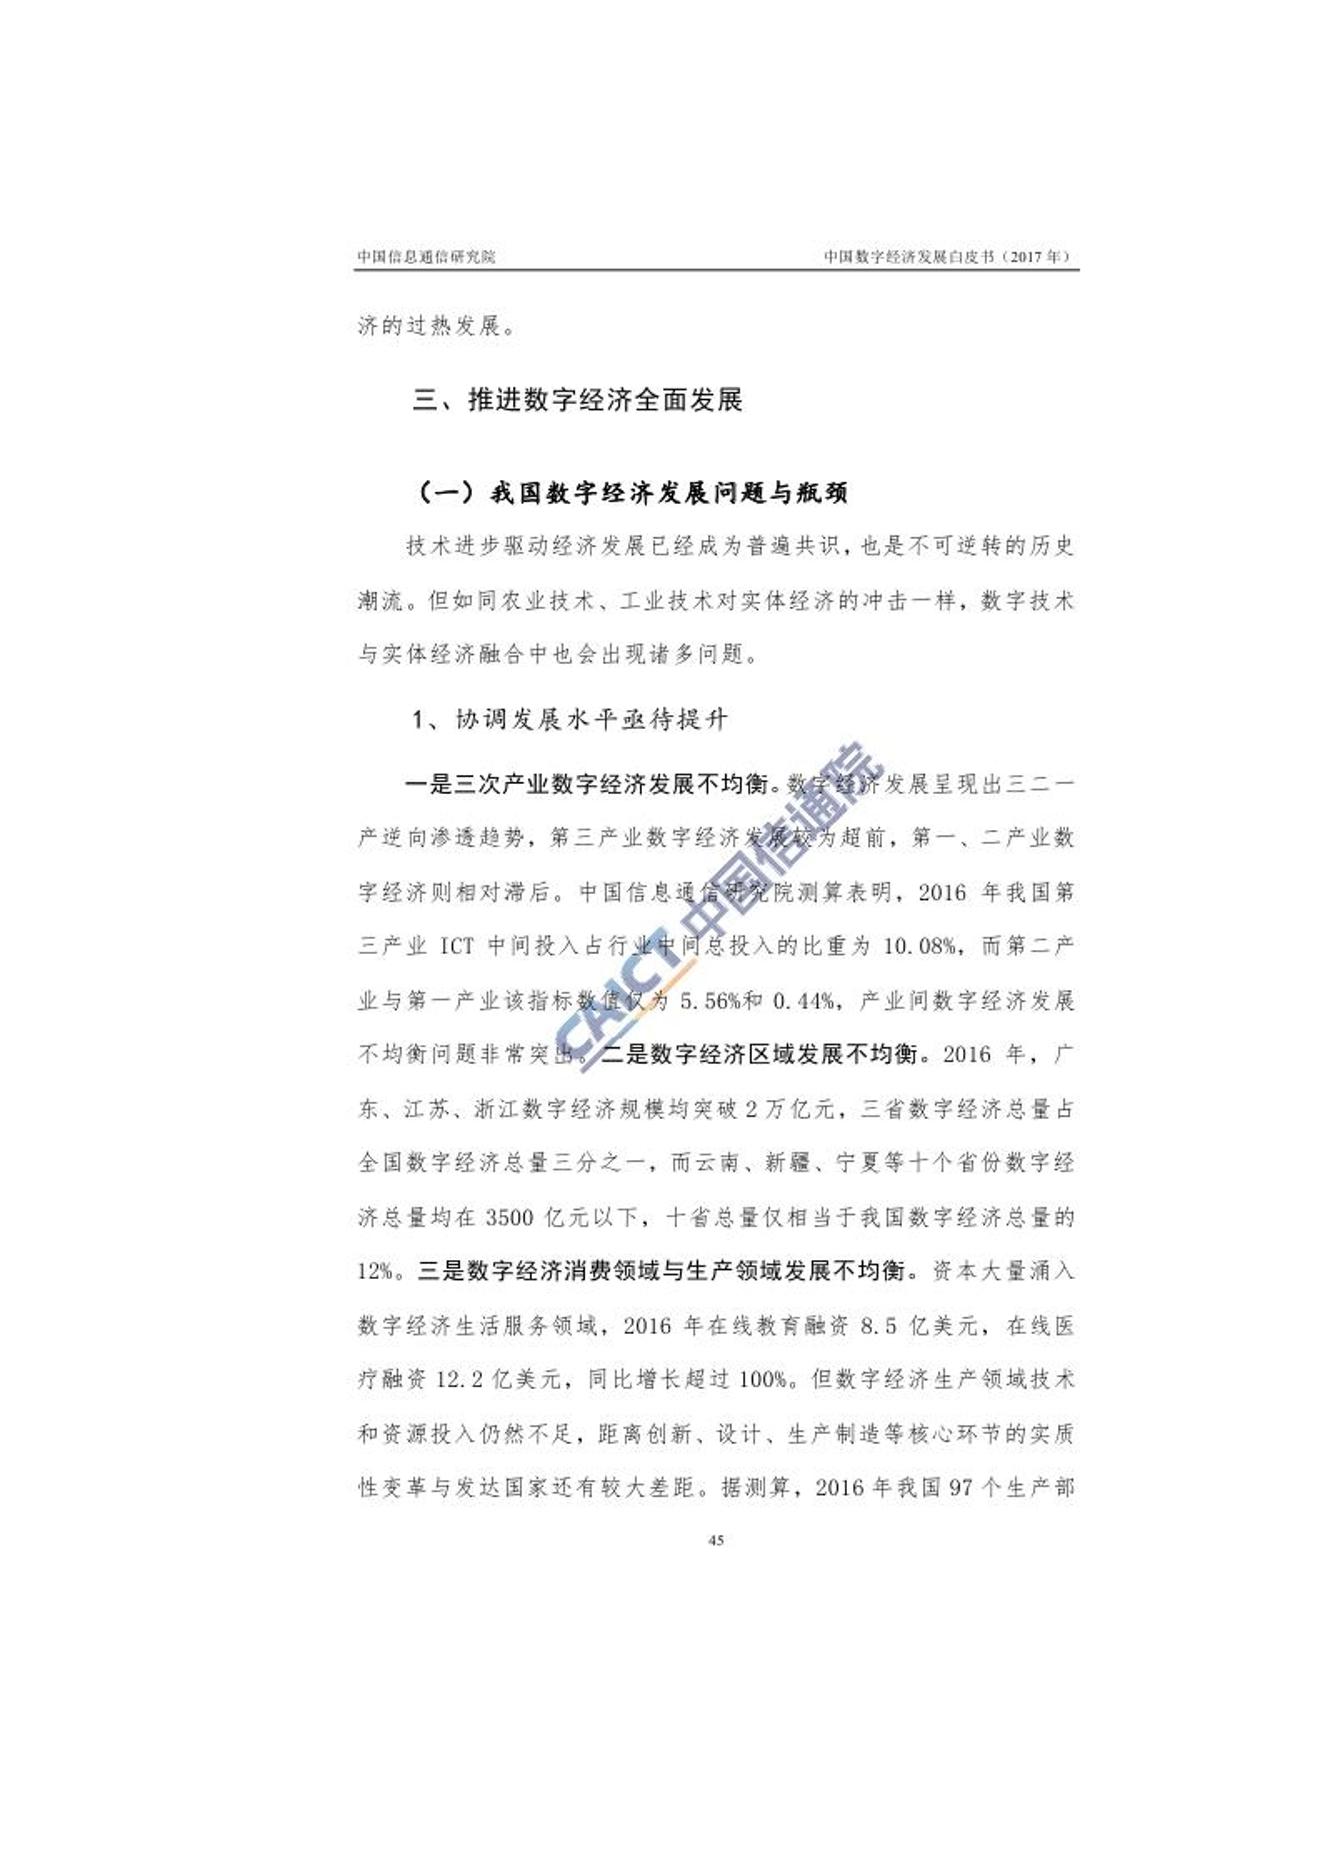 中国信息通信研究院 中国数字经济发展白皮书（2017 年）
济的过热发展。
三、推进数字经济全面发展
（一）我国数字经济发展问题与瓶颈
技术进步驱动经济发展已经成为普遍共识，也是不可逆转的历史
潮流。但如同农业技术、工业技术对实体经济的冲击一样，数字技术
与实体经济融合中也会出现诸多问题。
1、协调发展水平亟待提升
一是三次产业数字经济发展不均衡。数字经济发展呈现出三二一
产逆向渗透趋势，第三产业数字经济发展较为超前，第一、二产业数
字经济则相对滞后。中国信息通信研究院测算表明，2016 年我国第
三产业 ICT 中间投入占行业中间总投入的比重为 10.08%，而第二产
业与第一产业该指标数值仅为 5.56%和 0.44%，产业间数字经济发展
不均衡问题非常突出。二是数字经济区域发展不均衡。2016 年，广
东、江苏、浙江数字经济规模均突破 2 万亿元，三省数字经济总量占
全国数字经济总量三分之一，而云南、新疆、宁夏等十个省份数字经
济总量均在 3500 亿元以下，十省总量仅相当于我国数字经济总量的
12%。三是数字经济消费领域与生产领域发展不均衡。资本大量涌入
数字经济生活服务领域，2016 年在线教育融资 8.5 亿美元，在线医
疗融资 12.2 亿美元，同比增长超过 100%。但数字经济生产领域技术
和资源投入仍然不足，距离创新、设计、生产制造等核心环节的实质
性变革与发达国家还有较大差距。据测算，2016 年我国 97 个生产部
45
CAICT 中国信通院